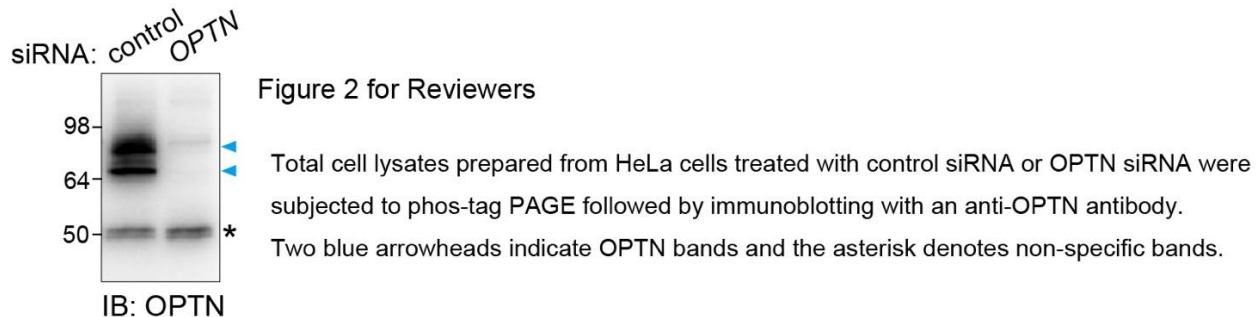 siRNA: control OPTN
Figure 2 for Reviewers
98
64
50
*
Total cell lysates prepared from HeLa cells treated with control siRNA or OPTN siRNA were
subjected to phos-tag PAGE followed by immunoblotting with an anti-OPTN antibody.
Two blue arrowheads indicate OPTN bands and the asterisk denotes non-specific bands.
IB: OPTN